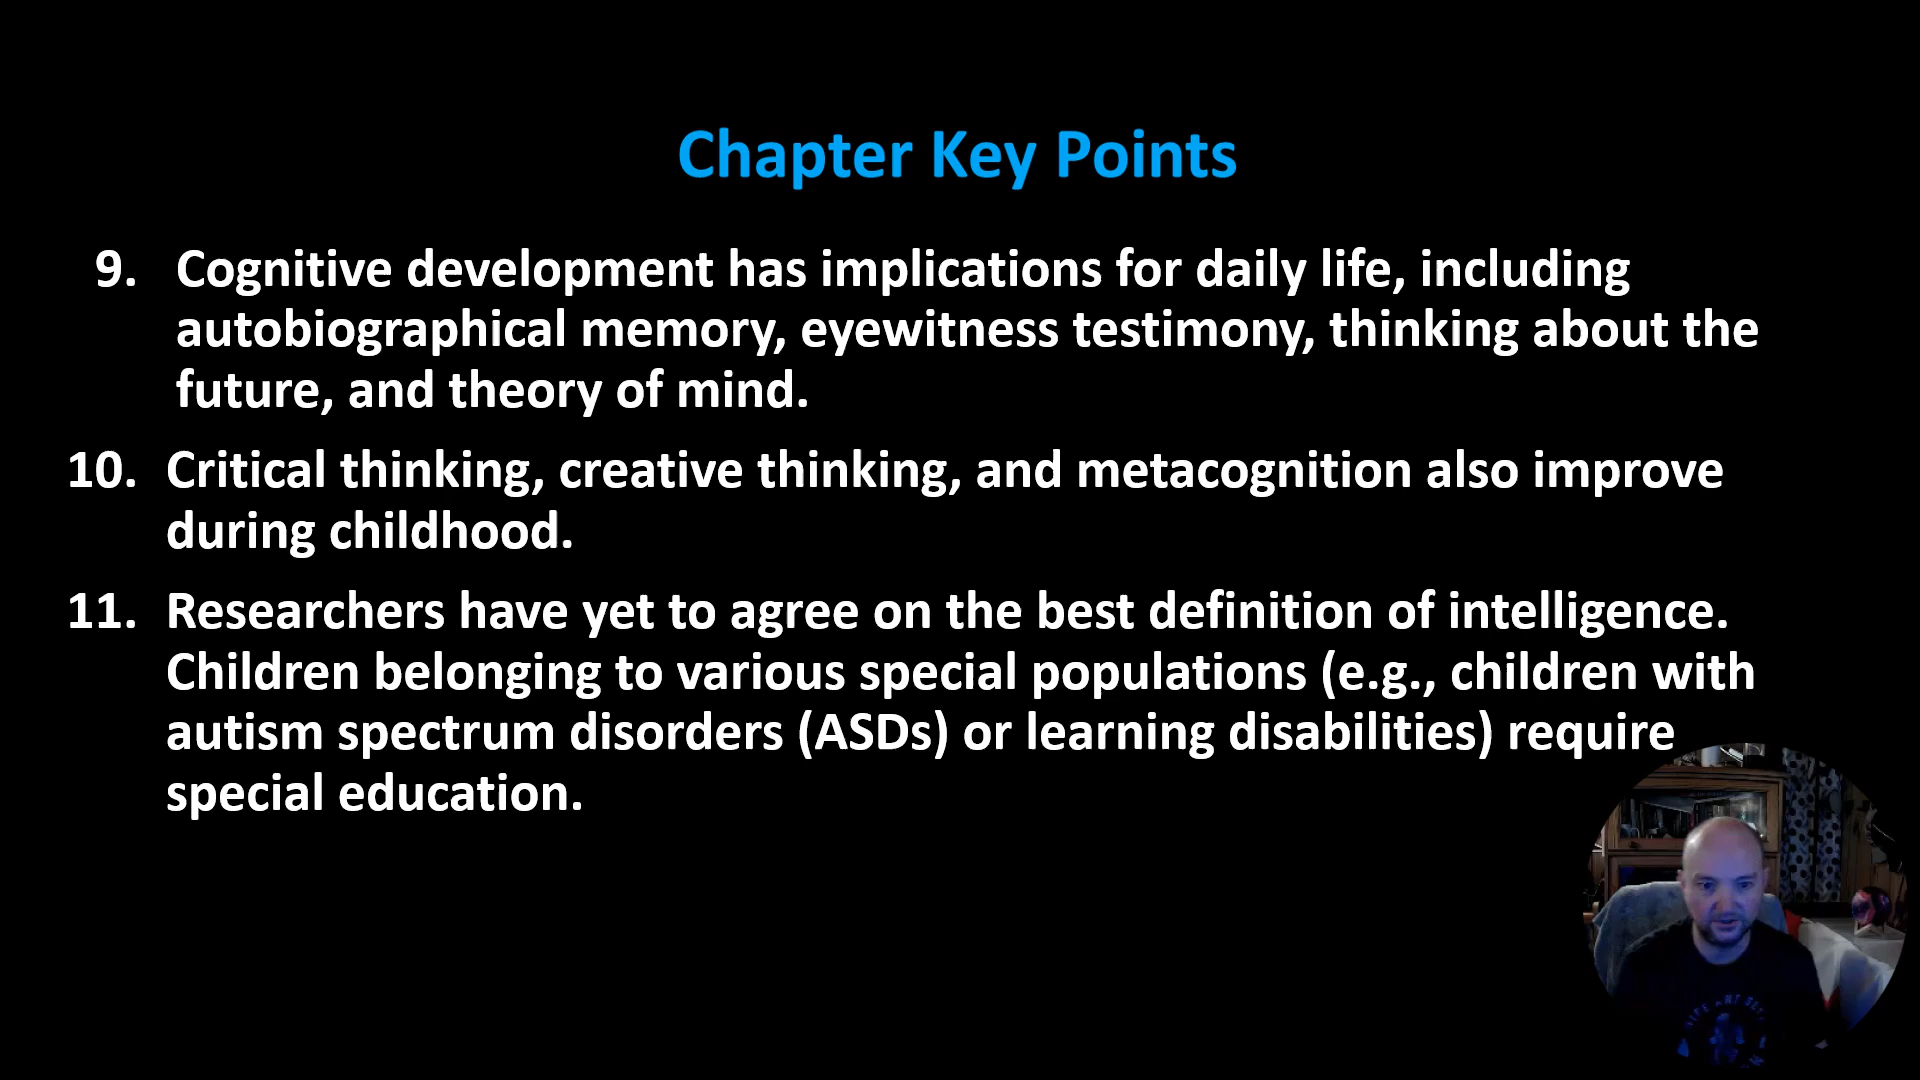 Chapter Key Points
9. Cognitive development has implications for daily life, including
autobiographical memory, eyewitness testimony, thinking about the
future, and theory of mind.
10. Critical thinking, creative thinking, and metacognition also improve
during childhood.
11. Researchers have yet to agree on the best definition of intelligence.
Children belonging to various special populations (e.g., children with
autism spectrum disorders (ASDs) or learning disabilities) require
special education.